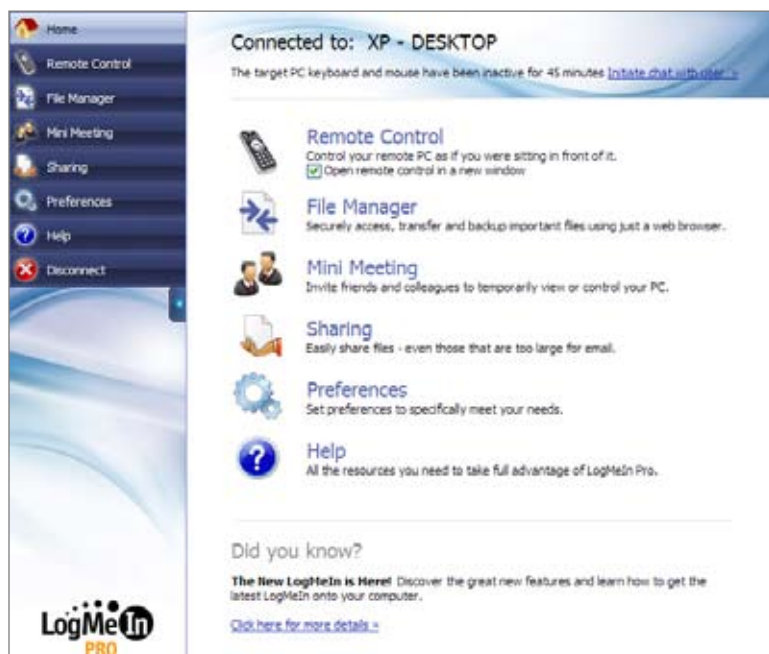 Home
Remote Control
File Manager
Mini Meeting
Sharing
Preferences
Help
Disconnect
LogMeIn
PRO
Connected to: XP - DESKTOP
The target PC keyboard and mouse have been inactive for 45 minutes Initiate chat with user »
Remote Control
Control your remote PC as if you were sitting in front of it.
Open remote control in a new window
File Manager
Securely access, transfer and backup important files using just a web browser.
Mini Meeting
Invite friends and colleagues to temporarily view or control your PC.
Sharing
Easily share files - even those that are too large for email.
Preferences
Set preferences to specifically meet your needs.
Help
All the resources you need to take full advantage of LogMeIn Pro.
Did you know?
The New LogMeIn is Here! Discover the great new features and learn how to get the
latest LogMeIn onto your computer.
Click here for more details »